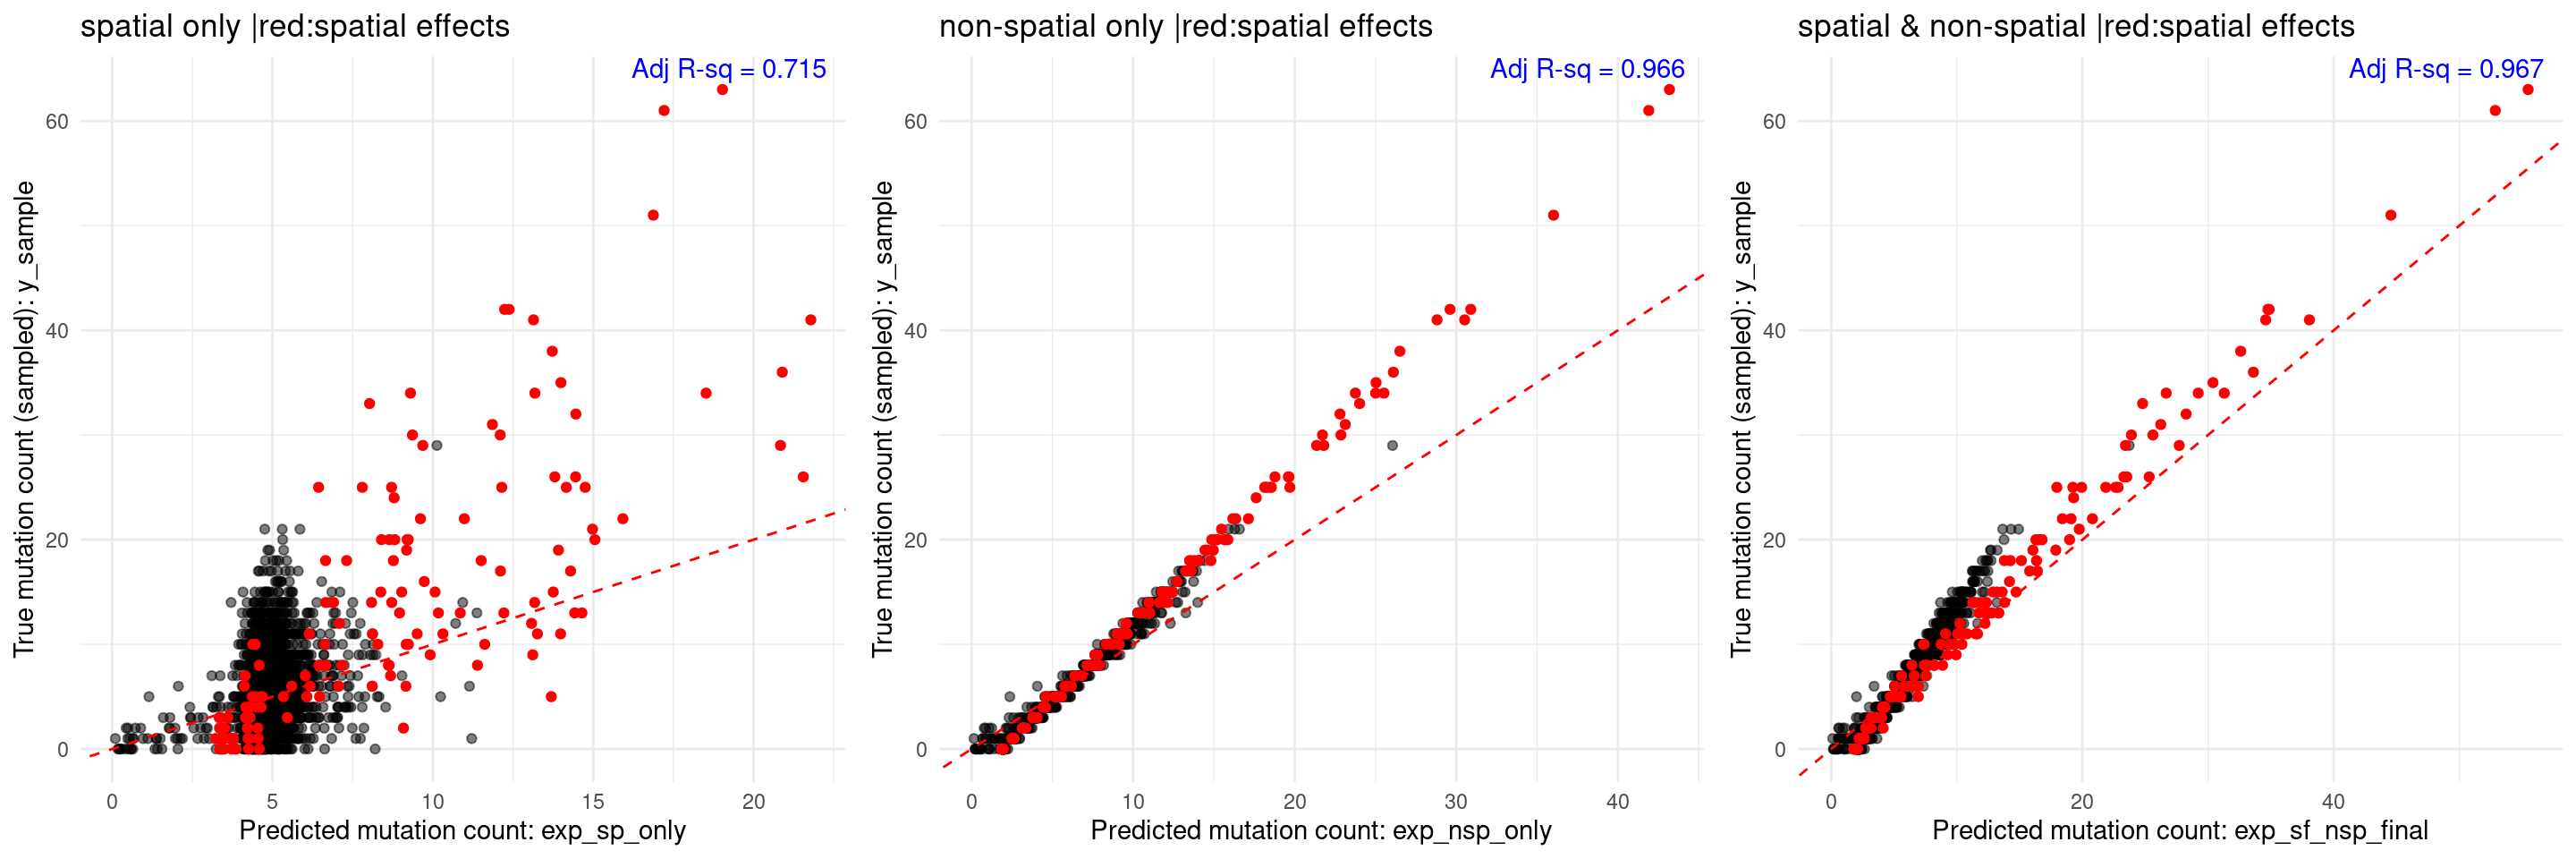 spatial only |red:spatial effects
Adj R-sq = 0.715
True mutation count (sampled): y_sample
60
40
20
0
0 5 10 15 20
Predicted mutation count: exp_sp_only
non-spatial only |red:spatial effects
Adj R-sq = 0.966
True mutation count (sampled): y_sample
60
40
20
0
0 10 20 30 40
Predicted mutation count: exp_nsp_only
spatial & non-spatial |red:spatial effects
Adj R-sq = 0.967
True mutation count (sampled): y_sample
60
40
20
0
0 20 40
Predicted mutation count: exp_sf_nsp_final